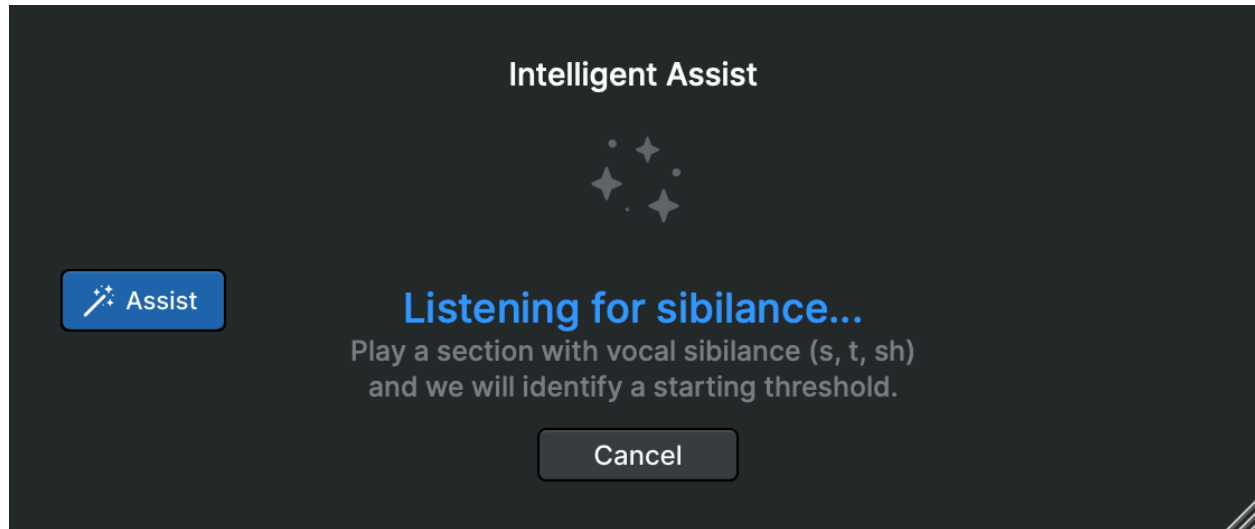 Intelligent Assist
Assist
Listening for sibilance...
Play a section with vocal sibilance (s, t, sh)
and we will identify a starting threshold.
Cancel